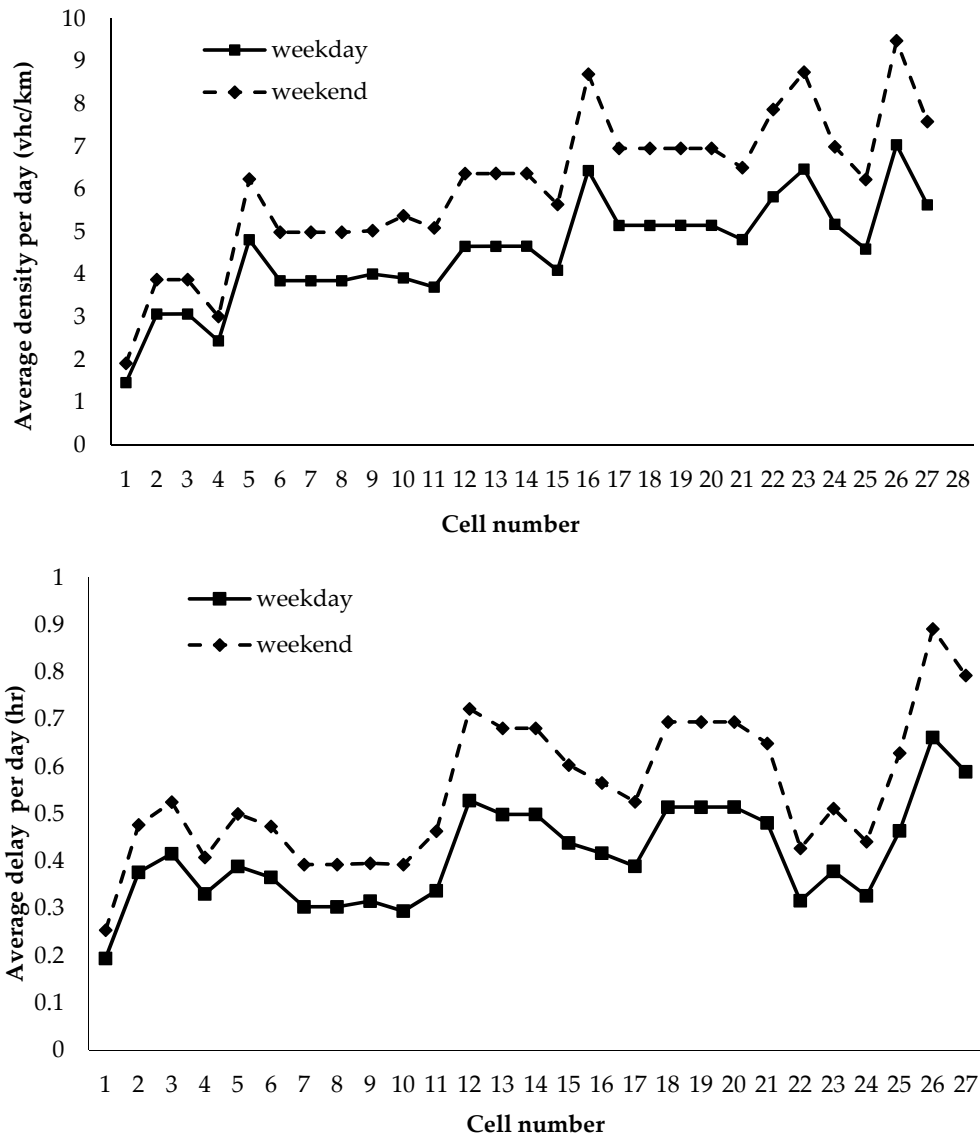 10
9
8
7
6
5
4
3
2
1
0
Average density per day (vhc/km)
weekday
weekend
1 2 3 4 5 6 7 8 9 10 11 12 13 14 15 16 17 18 19 20 21 22 23 24 25 26 27 28
Cell number
1
0.9
0.8
0.7
0.6
0.5
0.4
0.3
0.2
0.1
0
Average delay per day (hr)
weekday
weekend
1 2 3 4 5 6 7 8 9 10 11 12 13 14 15 16 17 18 19 20 21 22 23 24 25 26 27
Cell number